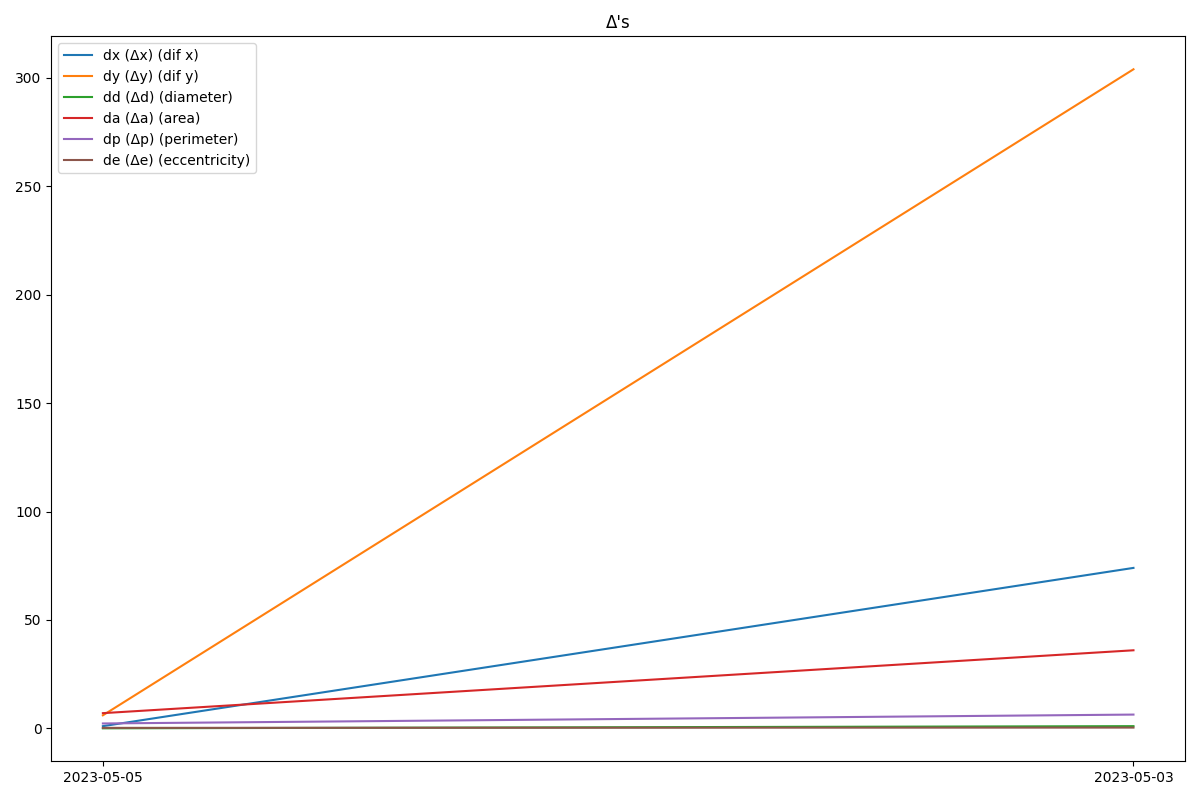 Δ's
dx (Δx) (dif x)
dy (Δy) (dif y)
dd (Δd) (diameter)
da (Δa) (area)
dp (Δp) (perimeter)
de (Δe) (eccentricity)
300
250
200
150
100
50
0
2023-05-05
2023-05-03